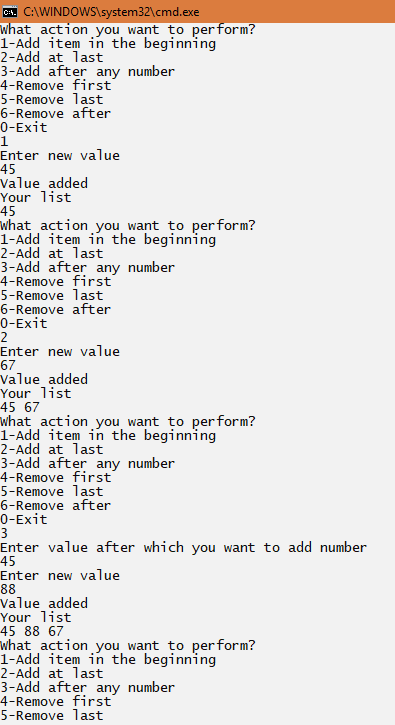 C:\WINDOWS\system32\cmd.exe
What action you want to perform?
1-Add item in the beginning
2-Add at last
3-Add after any number
4-Remove first
5-Remove last
6-Remove after
0-Exit
1
Enter new value
45
Value added
Your list
45
What action you want to perform?
1-Add item in the beginning
2-Add at last
3-Add after any number
4-Remove first
5-Remove last
6-Remove after
0-Exit
2
Enter new value
67
Value added
Your list
45 67
What action you want to perform?
1-Add item in the beginning
2-Add at last
3-Add after any number
4-Remove first
5-Remove last
6-Remove after
0-Exit
3
Enter value after which you want to add number
45
Enter new value
88
Value added
Your list
45 88 67
What action you want to perform?
1-Add item in the beginning
2-Add at last
3-Add after any number
4-Remove first
5-Remove last